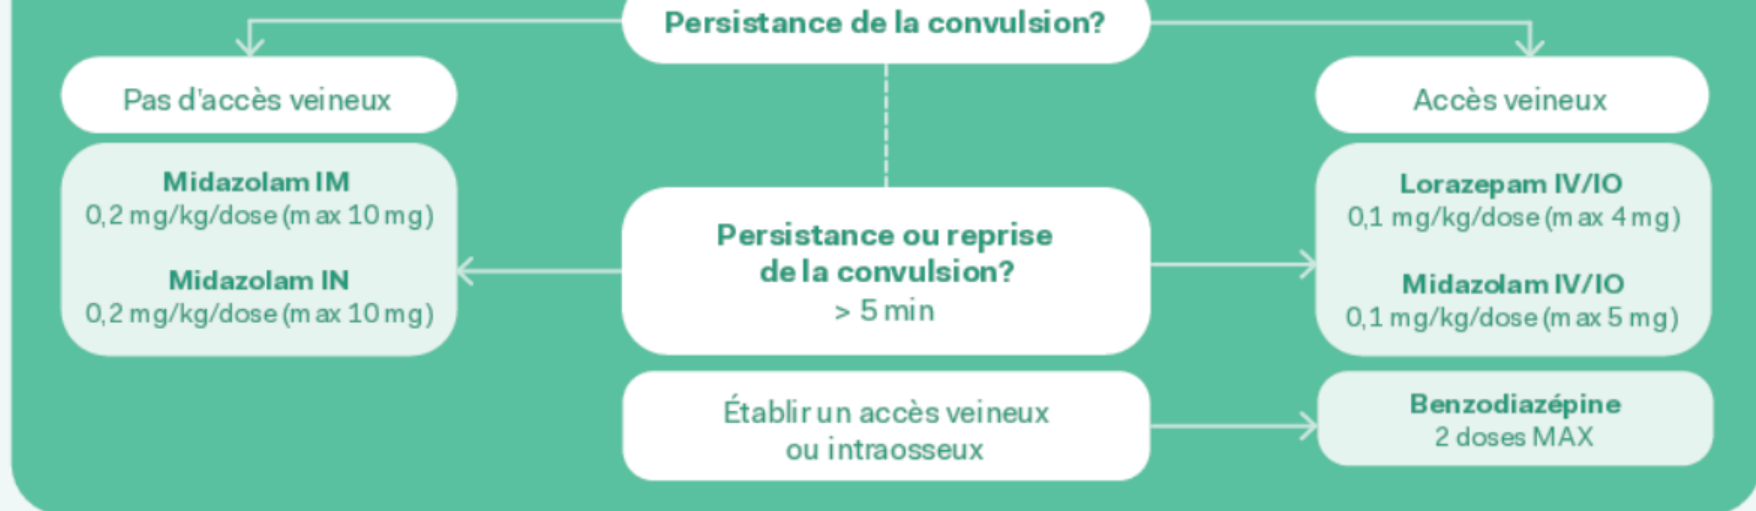 Persistance de la convulsion?
Pas d'accès veineux
Accès veineux
Midazolam IM
0,2 mg/kg/dose (max 10 mg)
Midazolam IN
0,2 mg/kg/dose (max 10 mg)
Persistance ou reprise
de la convulsion?
> 5 min
Lorazepam IV/IO
0,1 mg/kg/dose (max 4 mg)
Midazolam IV/IO
0,1 mg/kg/dose (max 5 mg)
Établir un accès veineux
ou intraosseux
Benzodiazépine
2 doses MAX